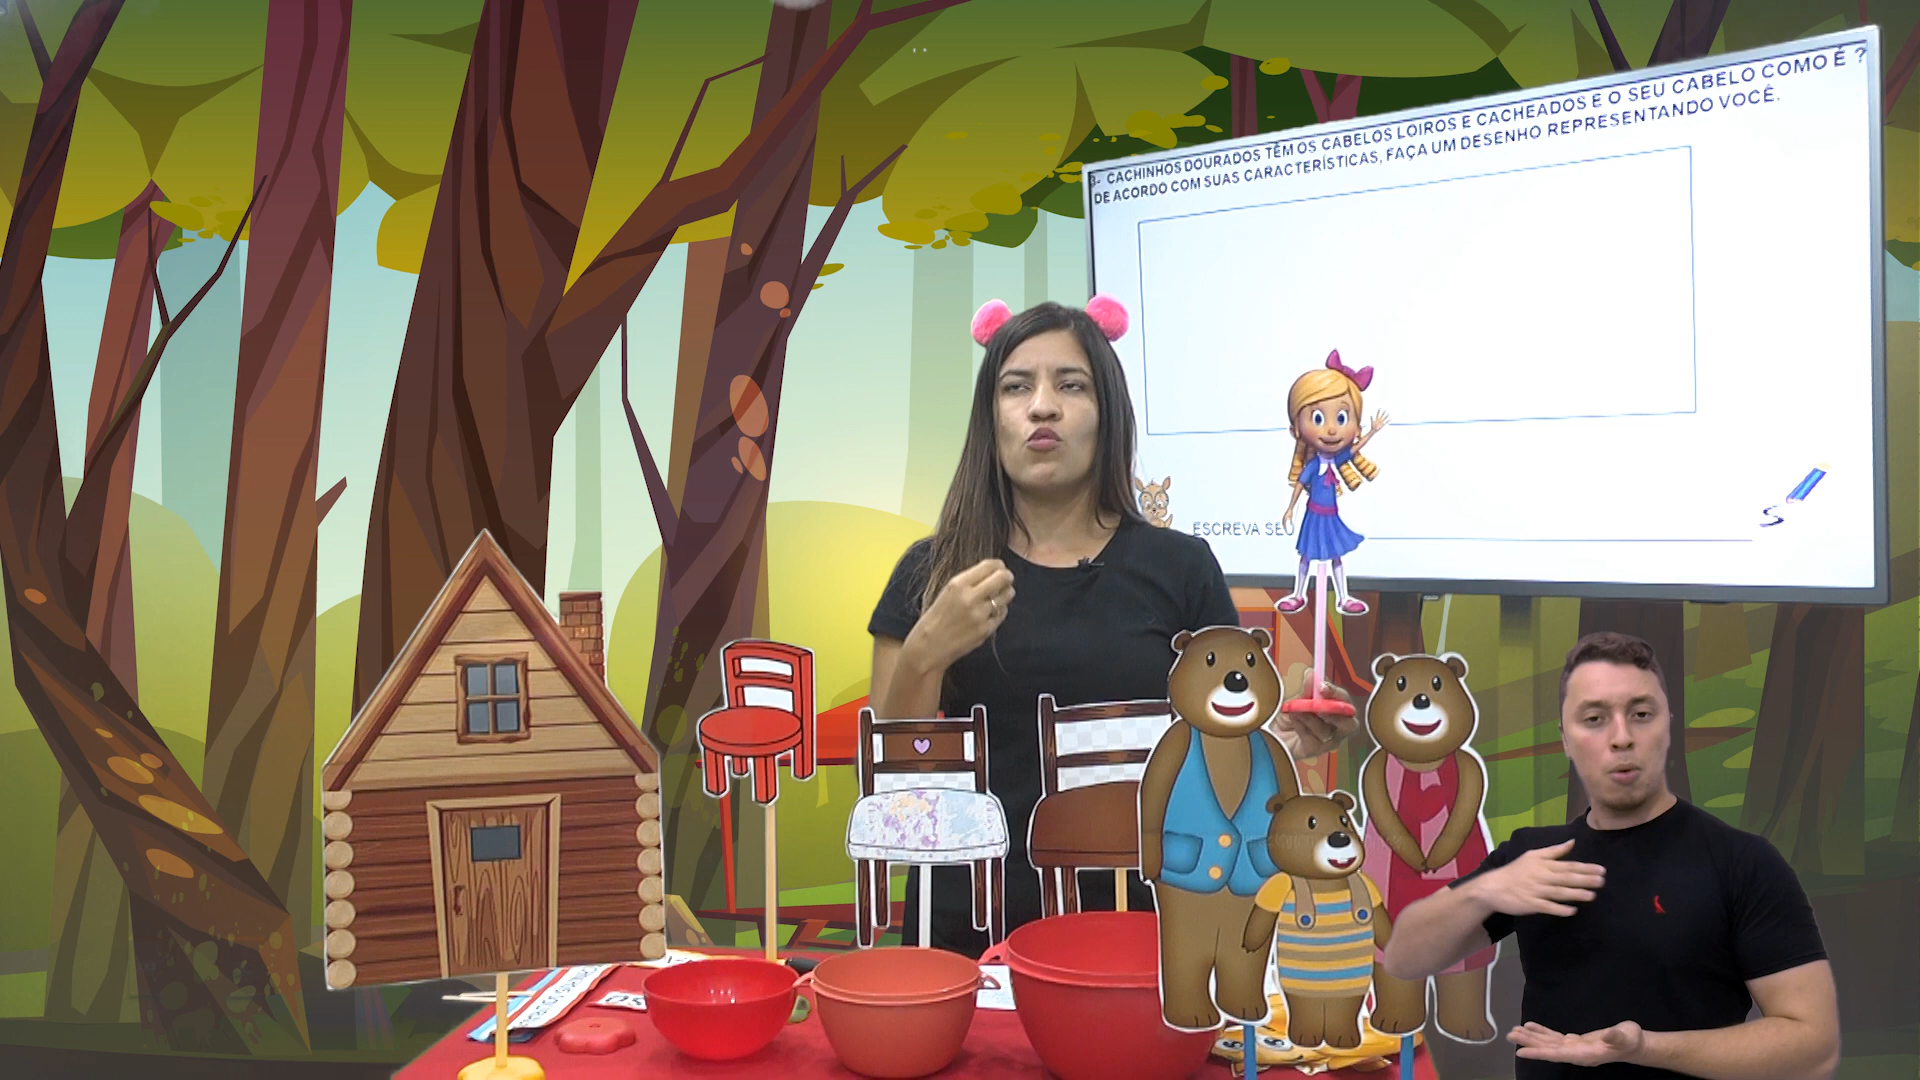 3- CACHINHOS DOURADOS TÊM OS CABELOS LOIROS E CACHEADOS E O SEU CABELO COMO É ?
DE ACORDO COM SUAS CARACTERÍSTICAS, FAÇA UM DESENHO REPRESENTANDO VOCÊ.
ESCREVA SEU